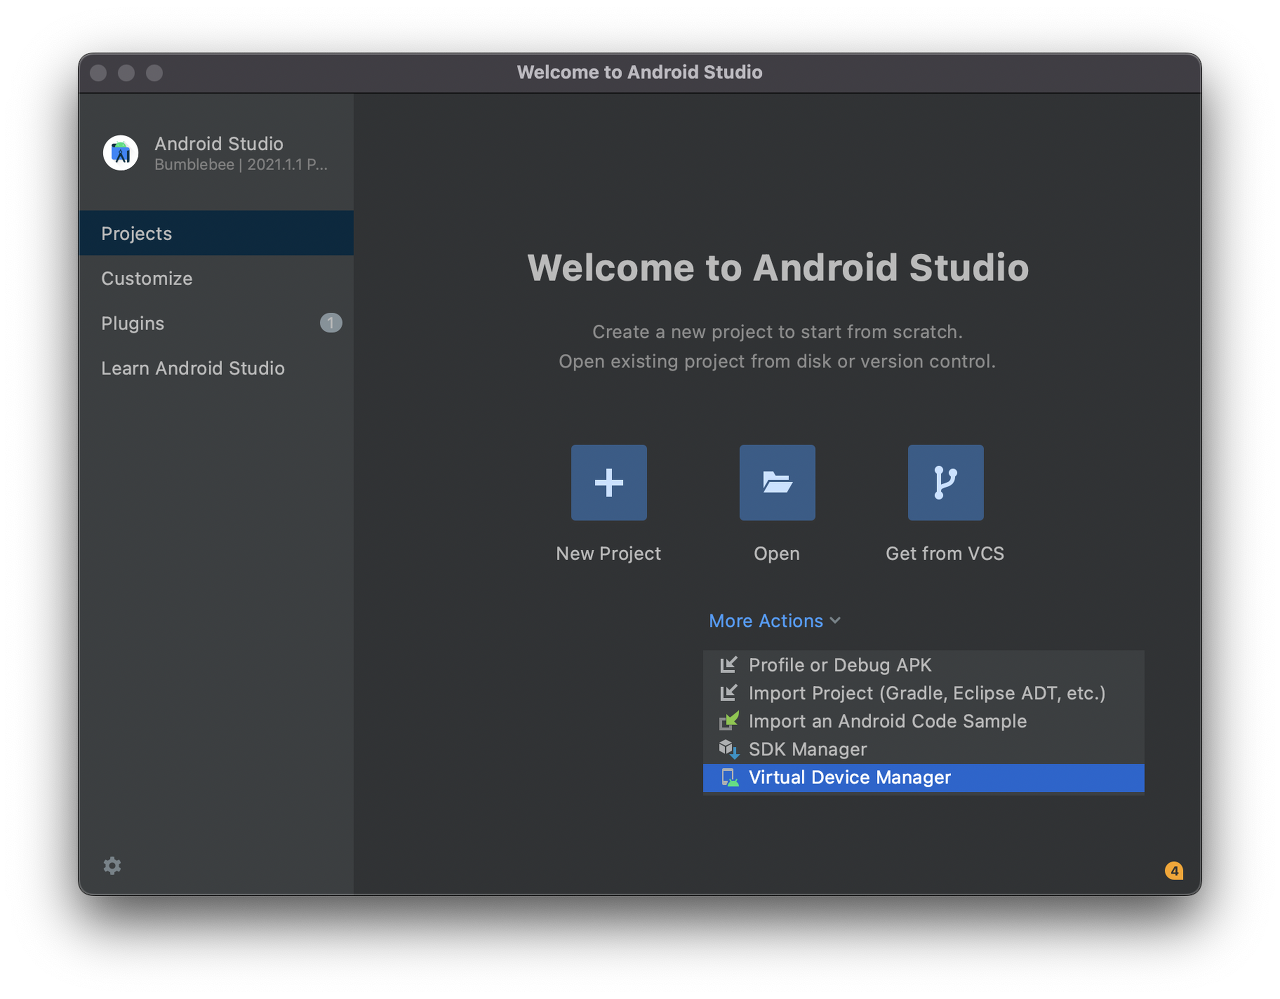 Welcome to Android Studio
Android Studio
Bumblebee | 2021.1.1 P...
Projects
Customize
Plugins 1
Learn Android Studio
Welcome to Android Studio
Create a new project to start from scratch.
Open existing project from disk or version control.
New Project Open Get from VCS
More Actions
Profile or Debug APK
Import Project (Gradle, Eclipse ADT, etc.)
Import an Android Code Sample
SDK Manager
Virtual Device Manager
4